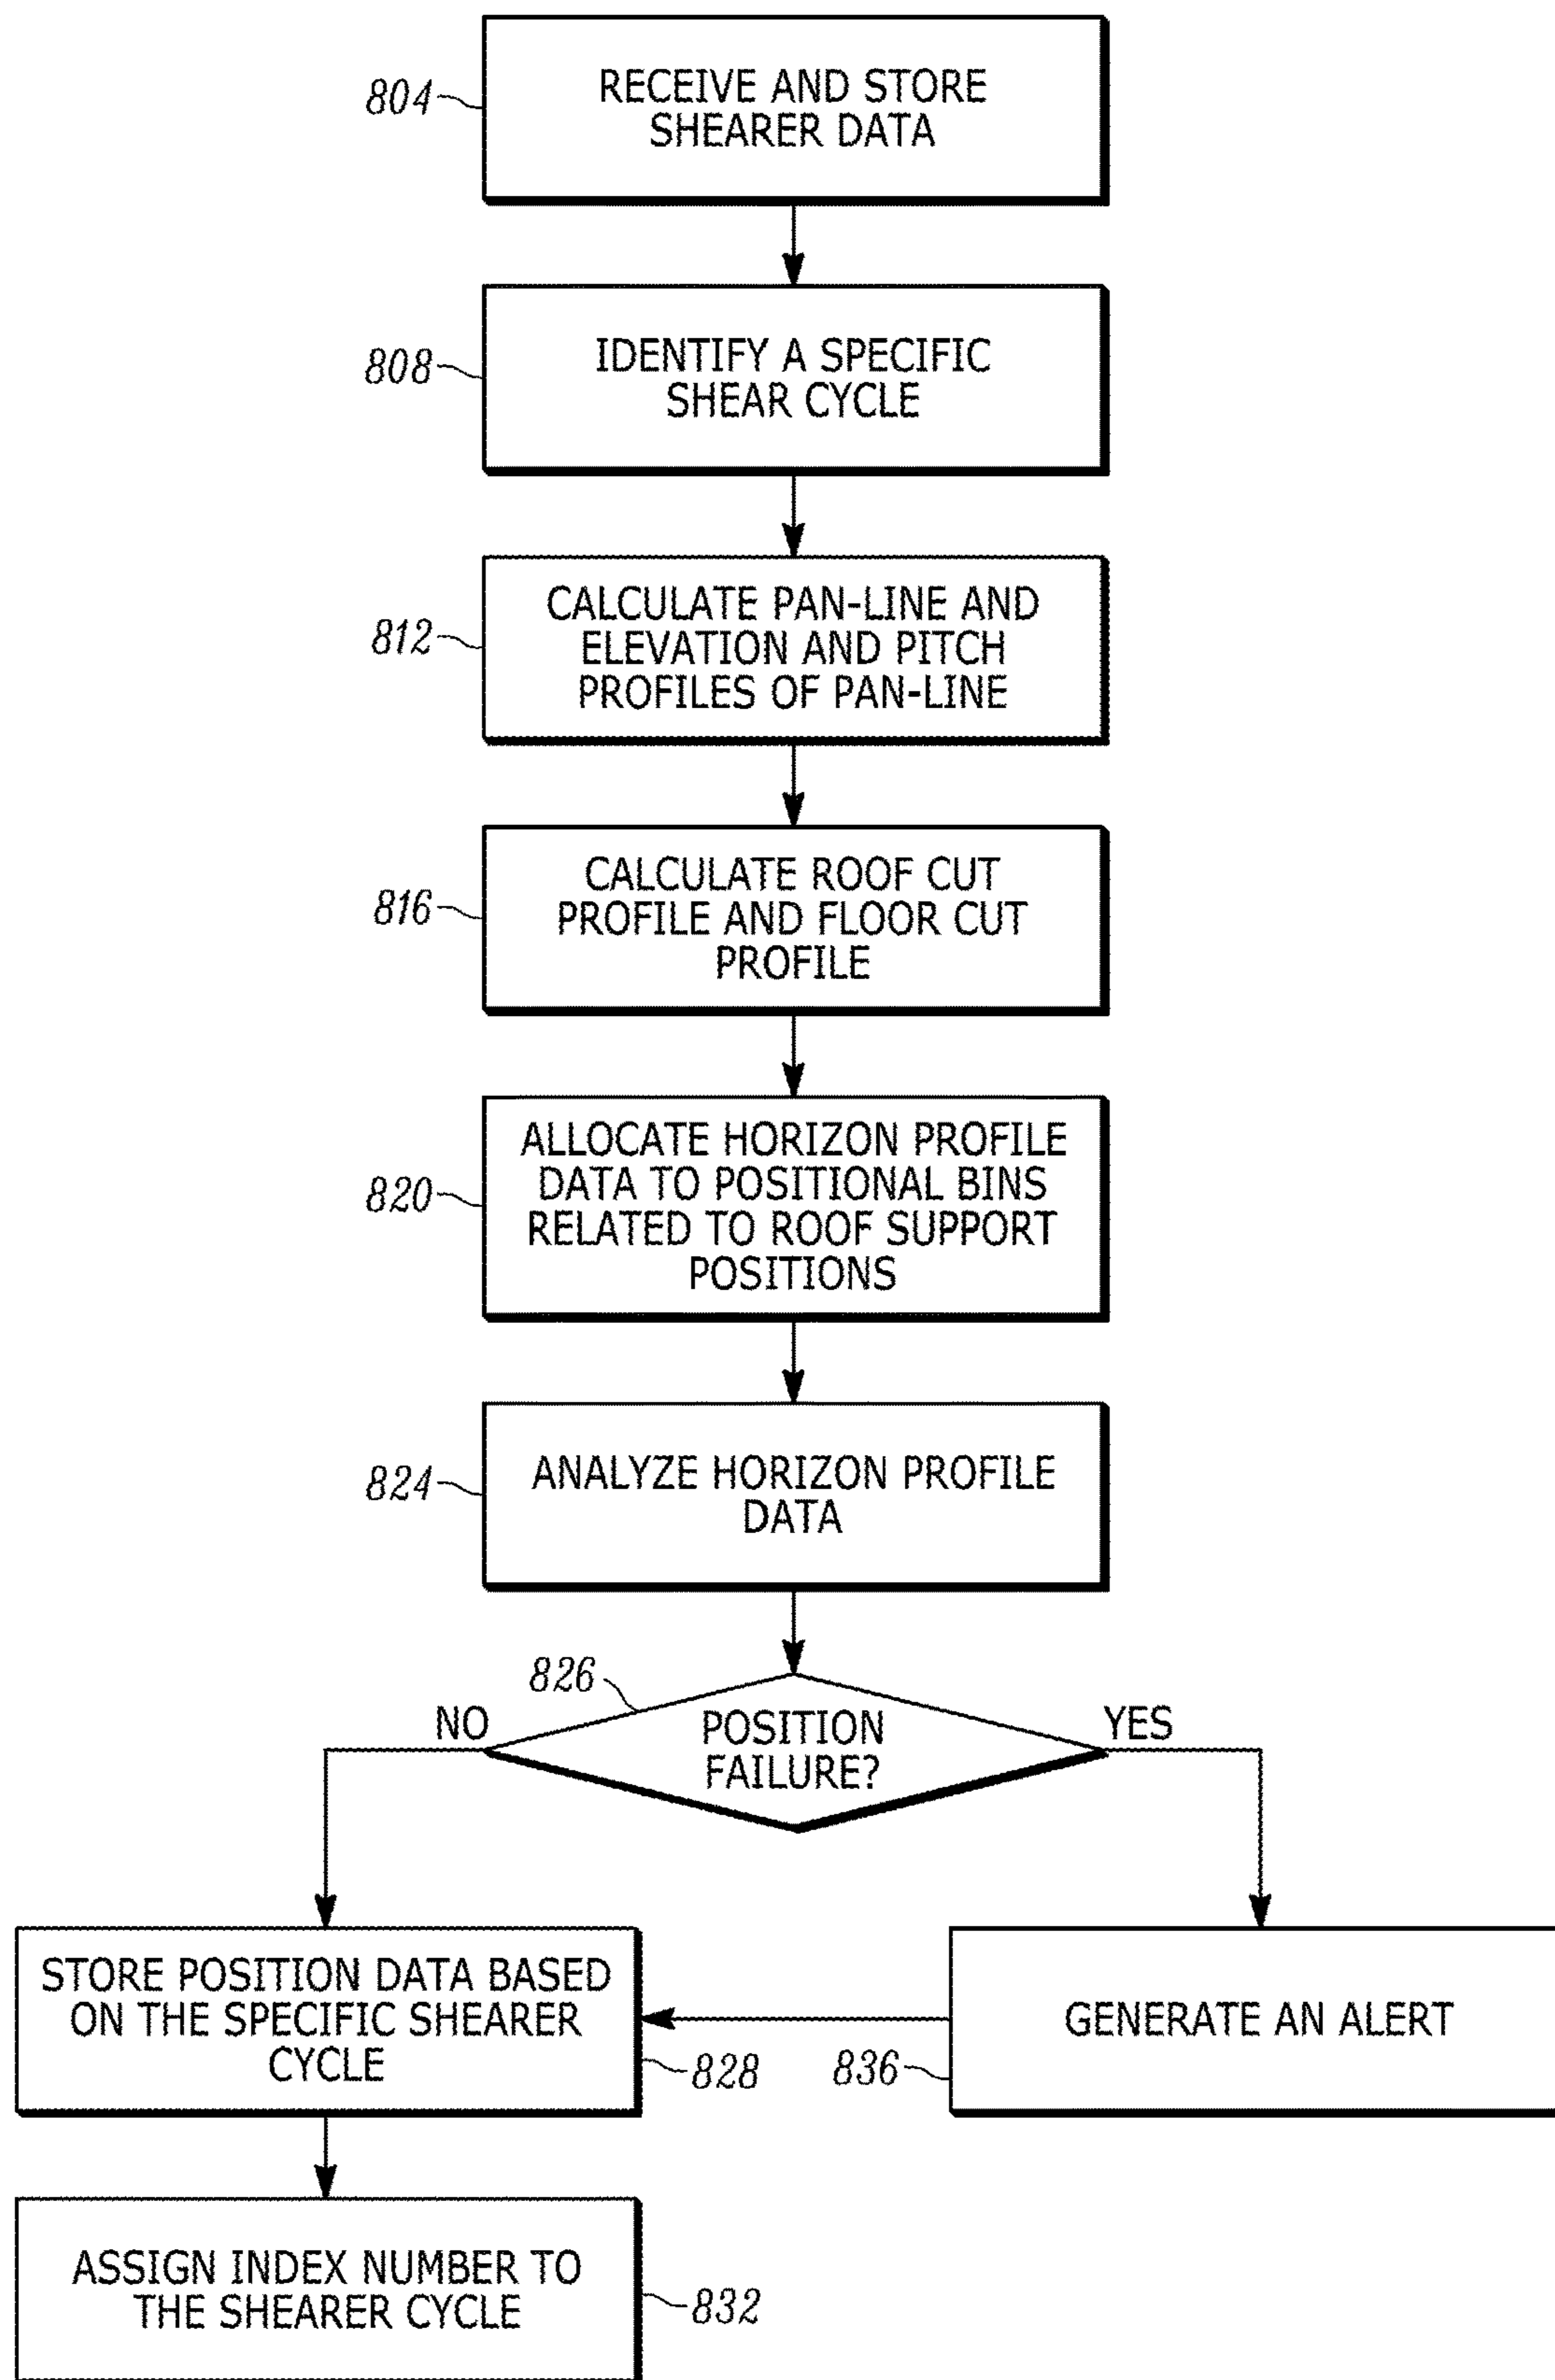 804
RECEIVE AND STORE
SHEARER DATA
808
IDENTIFY A SPECIFIC
SHEAR CYCLE
812
CALCULATE PAN-LINE AND
ELEVATION AND PITCH
PROFILES OF PAN-LINE
816
CALCULATE ROOF CUT
PROFILE AND FLOOR CUT
PROFILE
820
ALLOCATE HORIZON PROFILE
DATA TO POSITIONAL BINS
RELATED TO ROOF SUPPORT
POSITIONS
824
ANALYZE HORIZON PROFILE
DATA
826
NO
POSITION
FAILURE?
YES
STORE POSITION DATA BASED
ON THE SPECIFIC SHEARER
CYCLE
828
836
GENERATE AN ALERT
ASSIGN INDEX NUMBER TO
THE SHEARER CYCLE
832